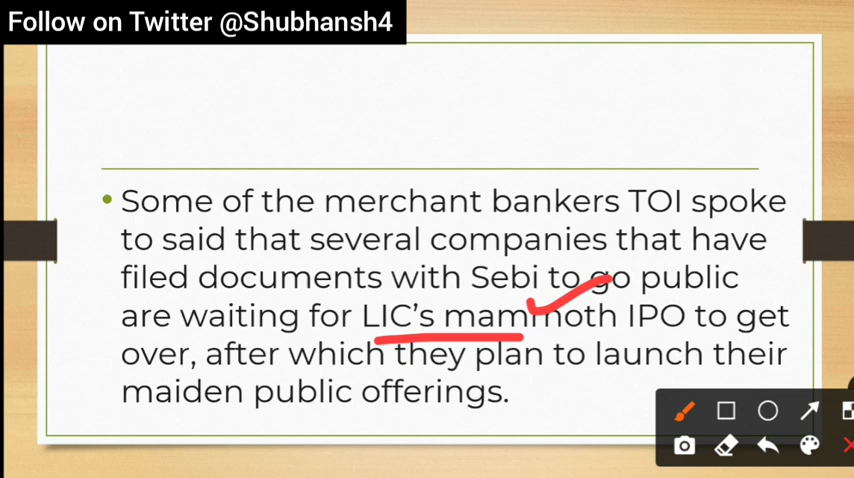 Follow on Twitter @Shubhansh4
• Some of the merchant bankers TOI spoke
to said that several companies that have
filed documents with Sebi to go public
are waiting for LIC's mammoth IPO to get
over, after which they plan to launch their
maiden public offerings.